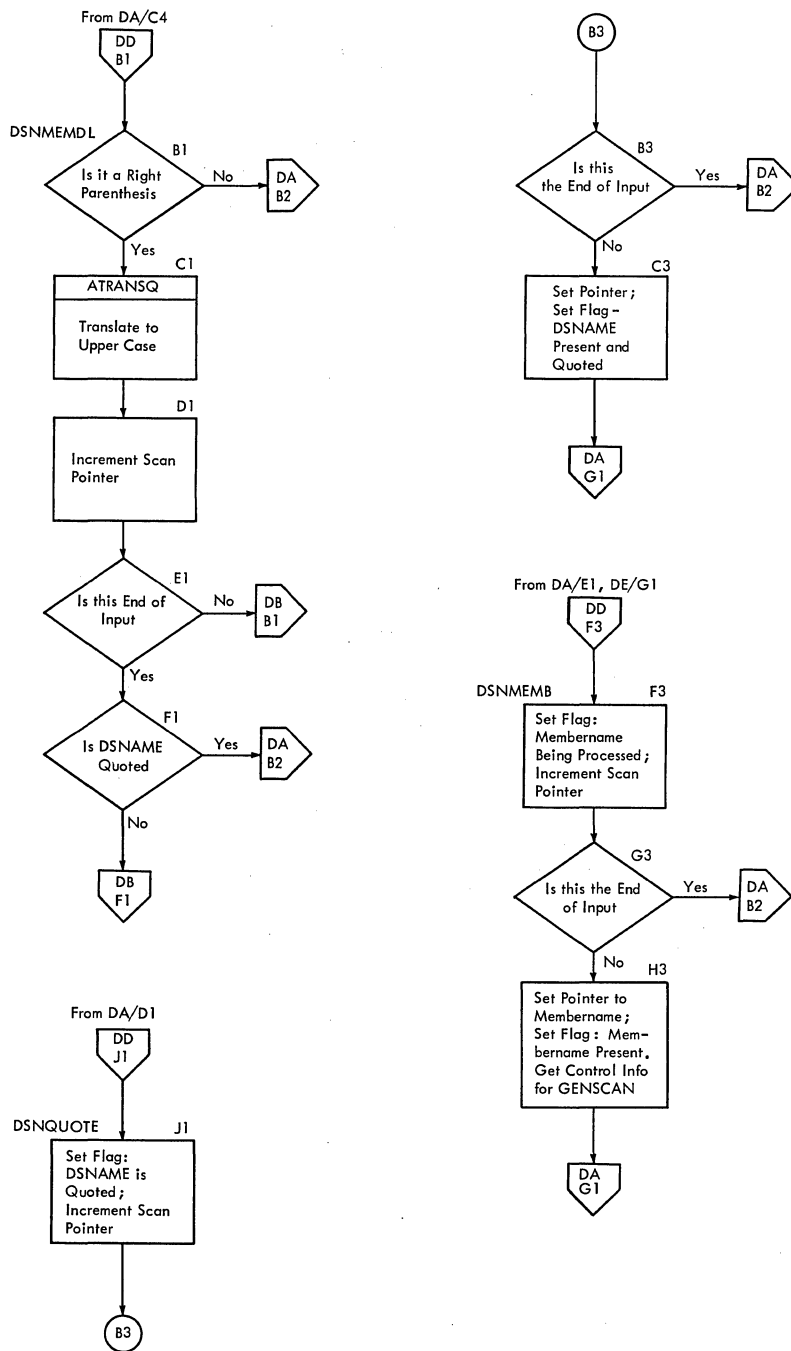 From DA/C4
DD
B1
DSNMEMDL
B1
Is it a Right
Parenthesis
No
DA
B2
Yes
C1
ATRANSQ
Translate to
Upper Case
D1
Increment Scan
Pointer
E1
Is this End of
Input
No
DB
B1
Yes
F1
Is DSNAME
Quoted
Yes
DA
B2
No
DB
F1
From DA/D1
DD
J1
DSNQUOTE
J1
Set Flag:
DSNAME is
Quoted;
Increment Scan
Pointer
B3
B3
B3
Is this
the End of Input
Yes
DA
B2
No
C3
Set Pointer;
Set Flag-
DSNAME
Present and
Quoted
DA
G1
From DA/E1, DE/G1
DD
F3
DSNMEMB
F3
Set Flag:
Membername
Being Processed;
Increment Scan
Pointer
G3
Is this the End
of Input
Yes
DA
B2
No
H3
Set Pointer to
Membername;
Set Flag: Mem-
bername Present.
Get Control Info
for GENSCAN
DA
G1